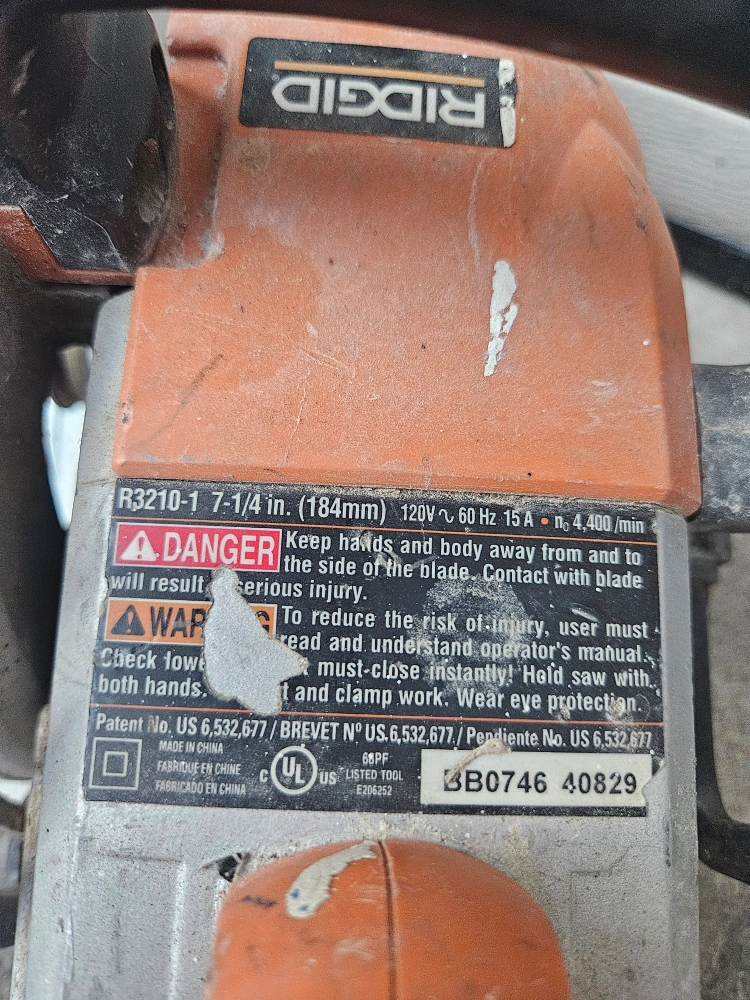 RIDGID
R3210-1 7-1/4 in. (184mm) 120V ∿ 60 Hz 15 A • n₀ 4,400 /min
⚠ DANGER Keep hands and body away from and to
the side of the blade. Contact with blade
will result serious injury.
⚠ WAR G To reduce the risk of injury, user must
read and understand operator's manual.
Check lowe must close instantly! Hold saw with
both hands. t and clamp work. Wear eye protection.
Patent No. US 6,532,677 / BREVET Nº US 6,532,677 / Pendiente No. US 6,532,677
MADE IN CHINA
FABRIQUE EN CHINE
FABRICADO EN CHINA
C UL US
68PF
LISTED TOOL
E206252
BB0746 40829